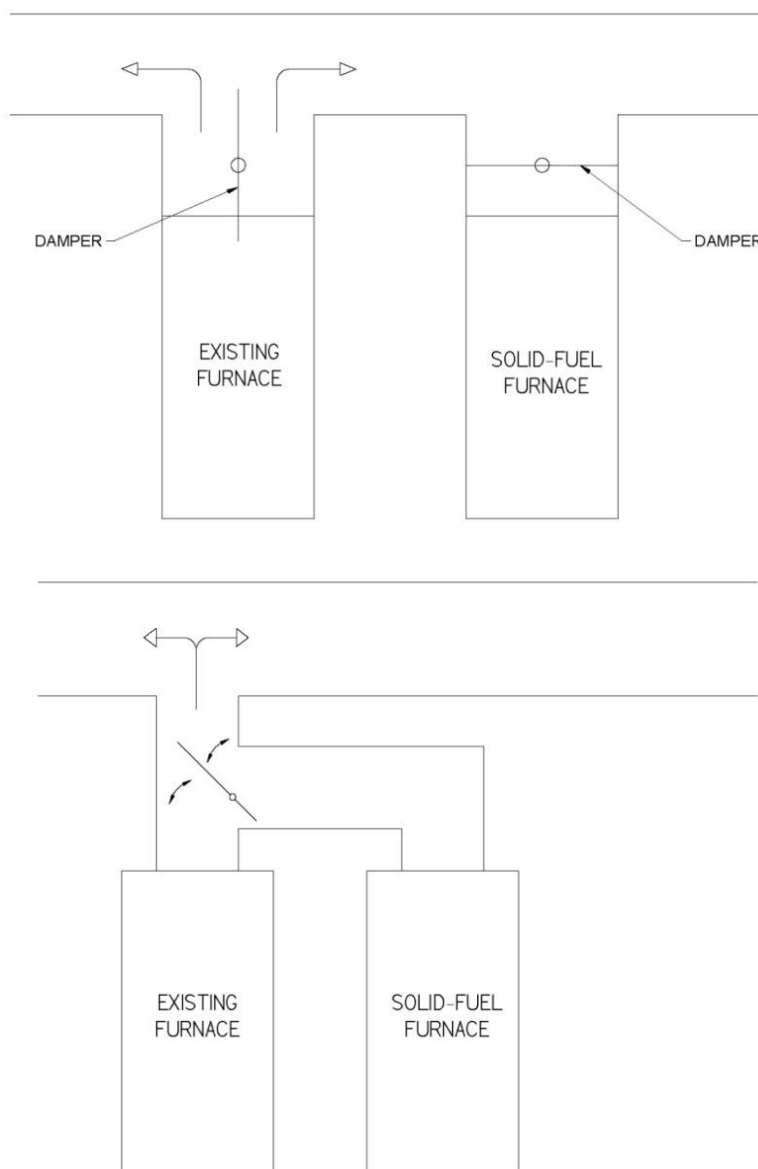 DAMPER
DAMPER
EXISTING
FURNACE
SOLID-FUEL
FURNACE
EXISTING
FURNACE
SOLID-FUEL
FURNACE